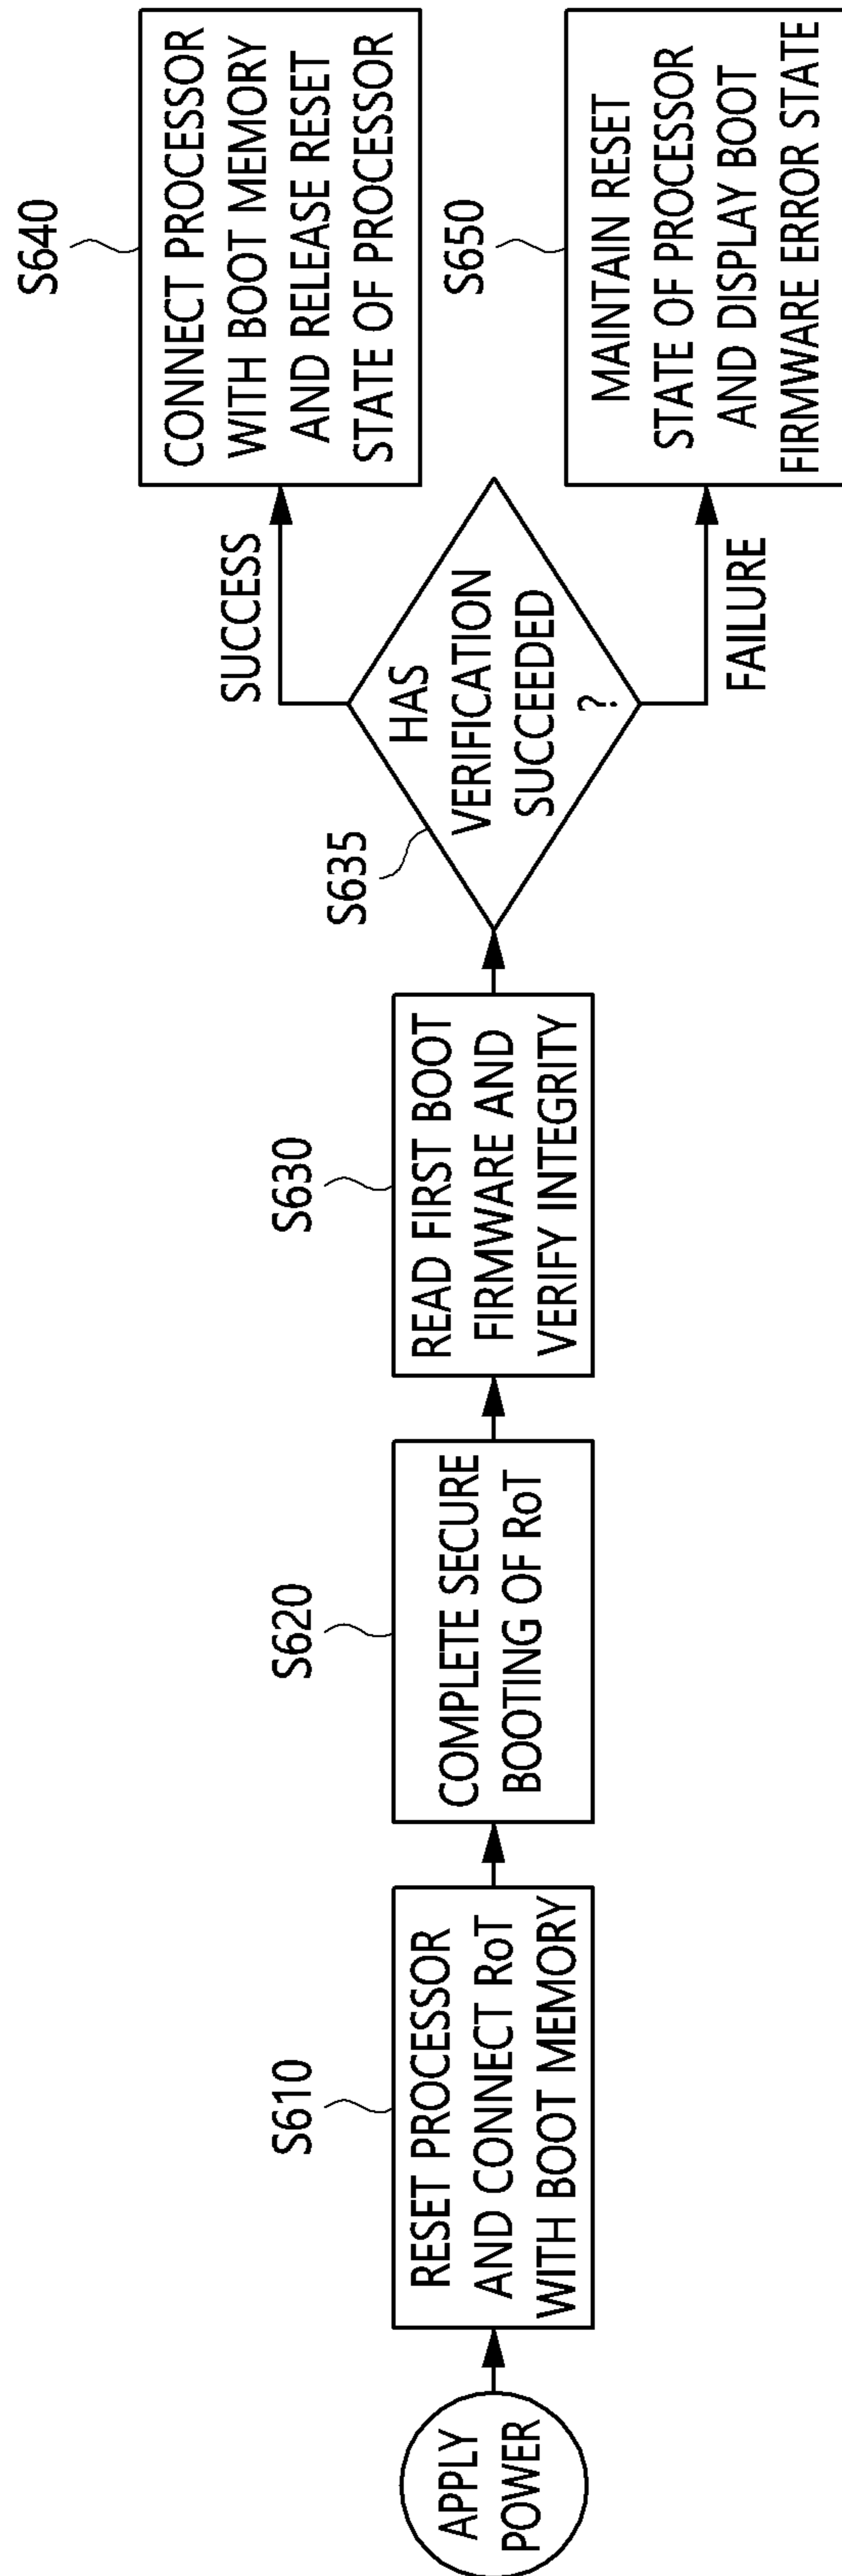 APPLY
POWER
S610
RESET PROCESSOR
AND CONNECT RoT
WITH BOOT MEMORY
S620
COMPLETE SECURE
BOOTING OF RoT
S630
READ FIRST BOOT
FIRMWARE AND
VERIFY INTEGRITY
S635
HAS
VERIFICATION
SUCCEEDED
?
SUCCESS
S640
CONNECT PROCESSOR
WITH BOOT MEMORY
AND RELEASE RESET
STATE OF PROCESSOR
FAILURE
S650
MAINTAIN RESET
STATE OF PROCESSOR
AND DISPLAY BOOT
FIRMWARE ERROR STATE